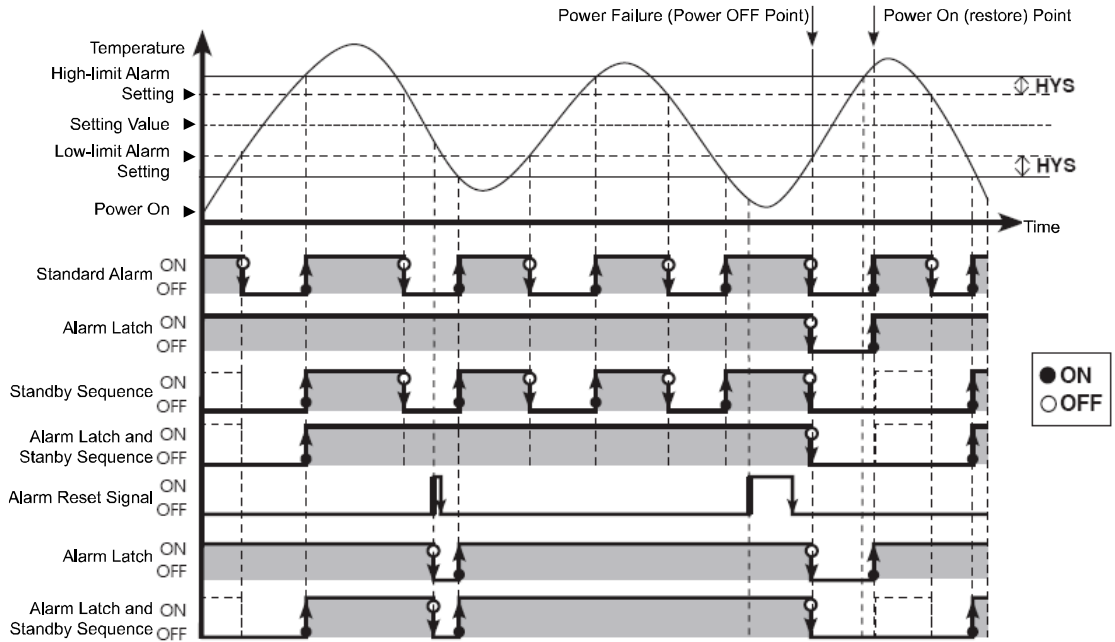 Power Failure (Power OFF Point)
Power On (restore) Point
Temperature
High-limit Alarm
Setting
HYS
Setting Value
Low-limit Alarm
Setting
HYS
Power On
Time
Standard Alarm
ON
OFF
Alarm Latch
ON
OFF
Standby Sequence
ON
OFF
Alarm Latch and
Stanby Sequence
ON
OFF
Alarm Reset Signal
ON
OFF
Alarm Latch
ON
OFF
Alarm Latch and
Standby Sequence
ON
OFF
ON
OFF